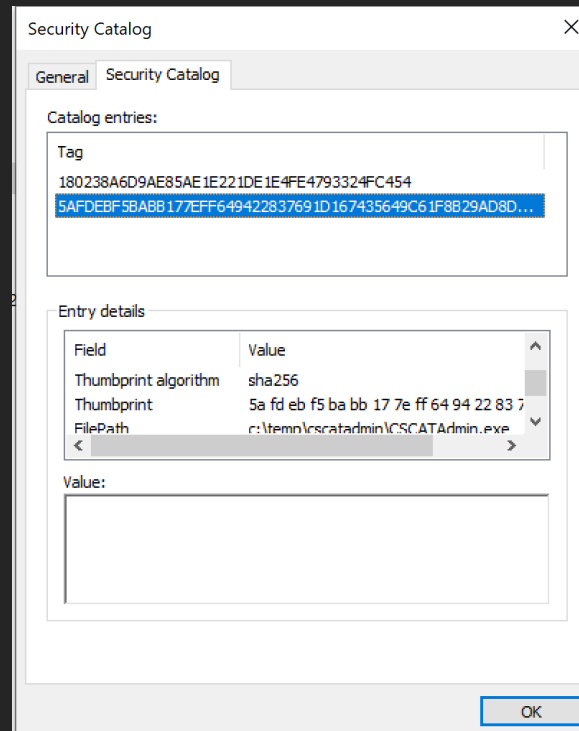 Security Catalog
General Security Catalog
Catalog entries:
Tag
180238A6D9AE85AE1E221DE1E4FE4793324FC454
5AFDEBF5BABB177EFF649422837691D167435649C61F8B29AD8D...
Entry details
Field Value
Thumbprint algorithm sha256
Thumbprint 5a fd eb f5 ba bb 17 7e ff 64 94 22 83 7
FilePath c:\temp\cscatadmin\CSCATAdmin.exe
Value:
OK